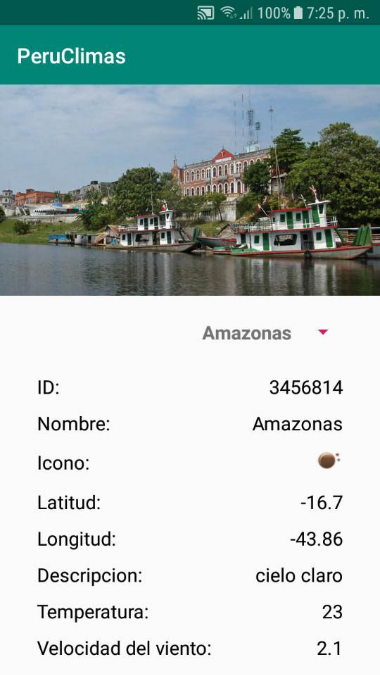 100% 7:25 p. m.
PeruClimas
Amazonas
ID: 3456814
Nombre: Amazonas
Icono:
Latitud: -16.7
Longitud: -43.86
Descripcion: cielo claro
Temperatura: 23
Velocidad del viento: 2.1